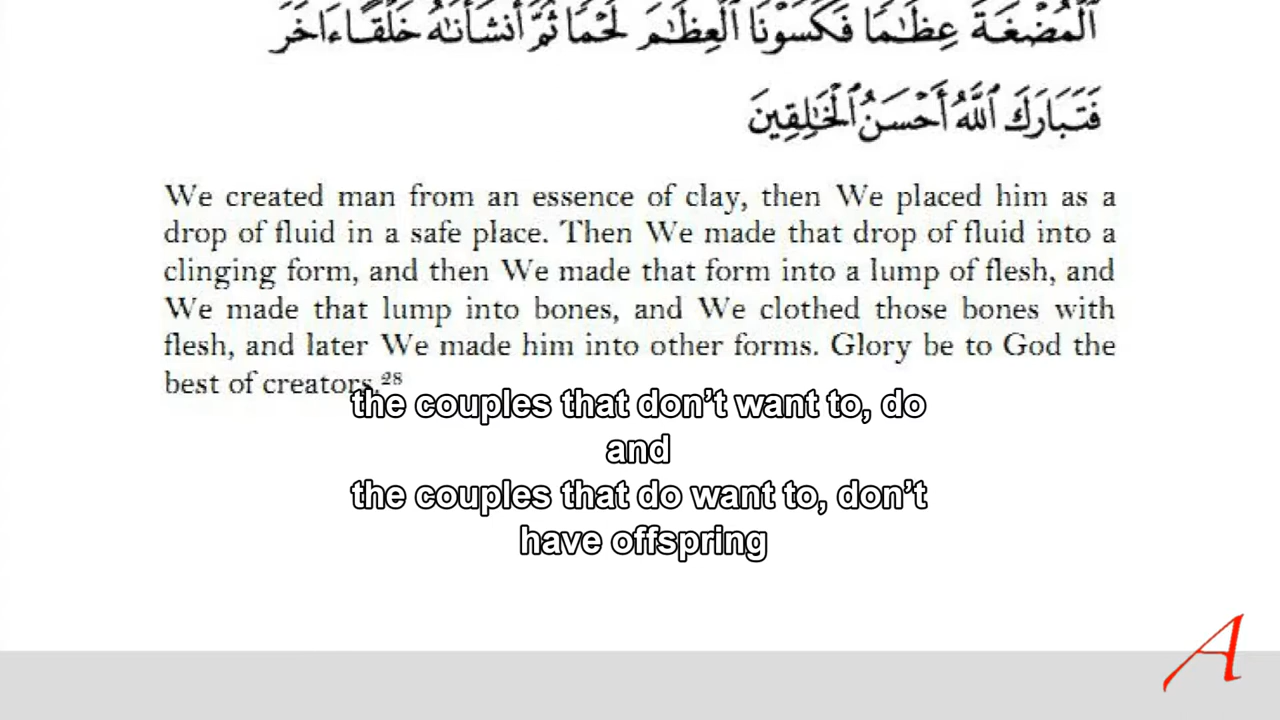 ٱلْمُضْغَةَ عِظَٰمًا فَكَسَوْنَا ٱلْعِظَٰمَ لَحْمًا ثُمَّ أَنشَأْنَٰهُ خَلْقًا ءَاخَرَ
فَتَبَارَكَ ٱللَّهُ أَحْسَنُ ٱلْخَٰلِقِينَ
We created man from an essence of clay, then We placed him as a
drop of fluid in a safe place. Then We made that drop of fluid into a
clinging form, and then We made that form into a lump of flesh, and
We made that lump into bones, and We clothed those bones with
flesh, and later We made him into other forms. Glory be to God the
best of creators.²⁸
the couples that don’t want to, do
and
the couples that do want to, don’t
have offspring
A